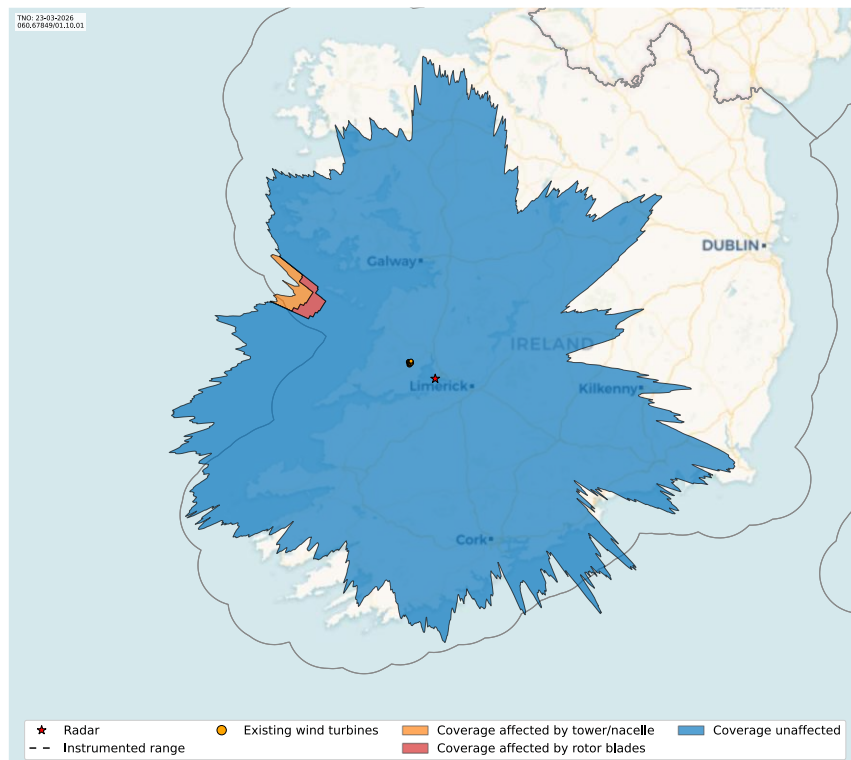 TNO: 23-03-2026
060.67849/01.10.01
DUBLIN
Galway
IRELAND
Limerick
Kilkenny
Cork
Radar
Existing wind turbines
Coverage affected by tower/nacelle
Coverage unaffected
Instrumented range
Coverage affected by rotor blades